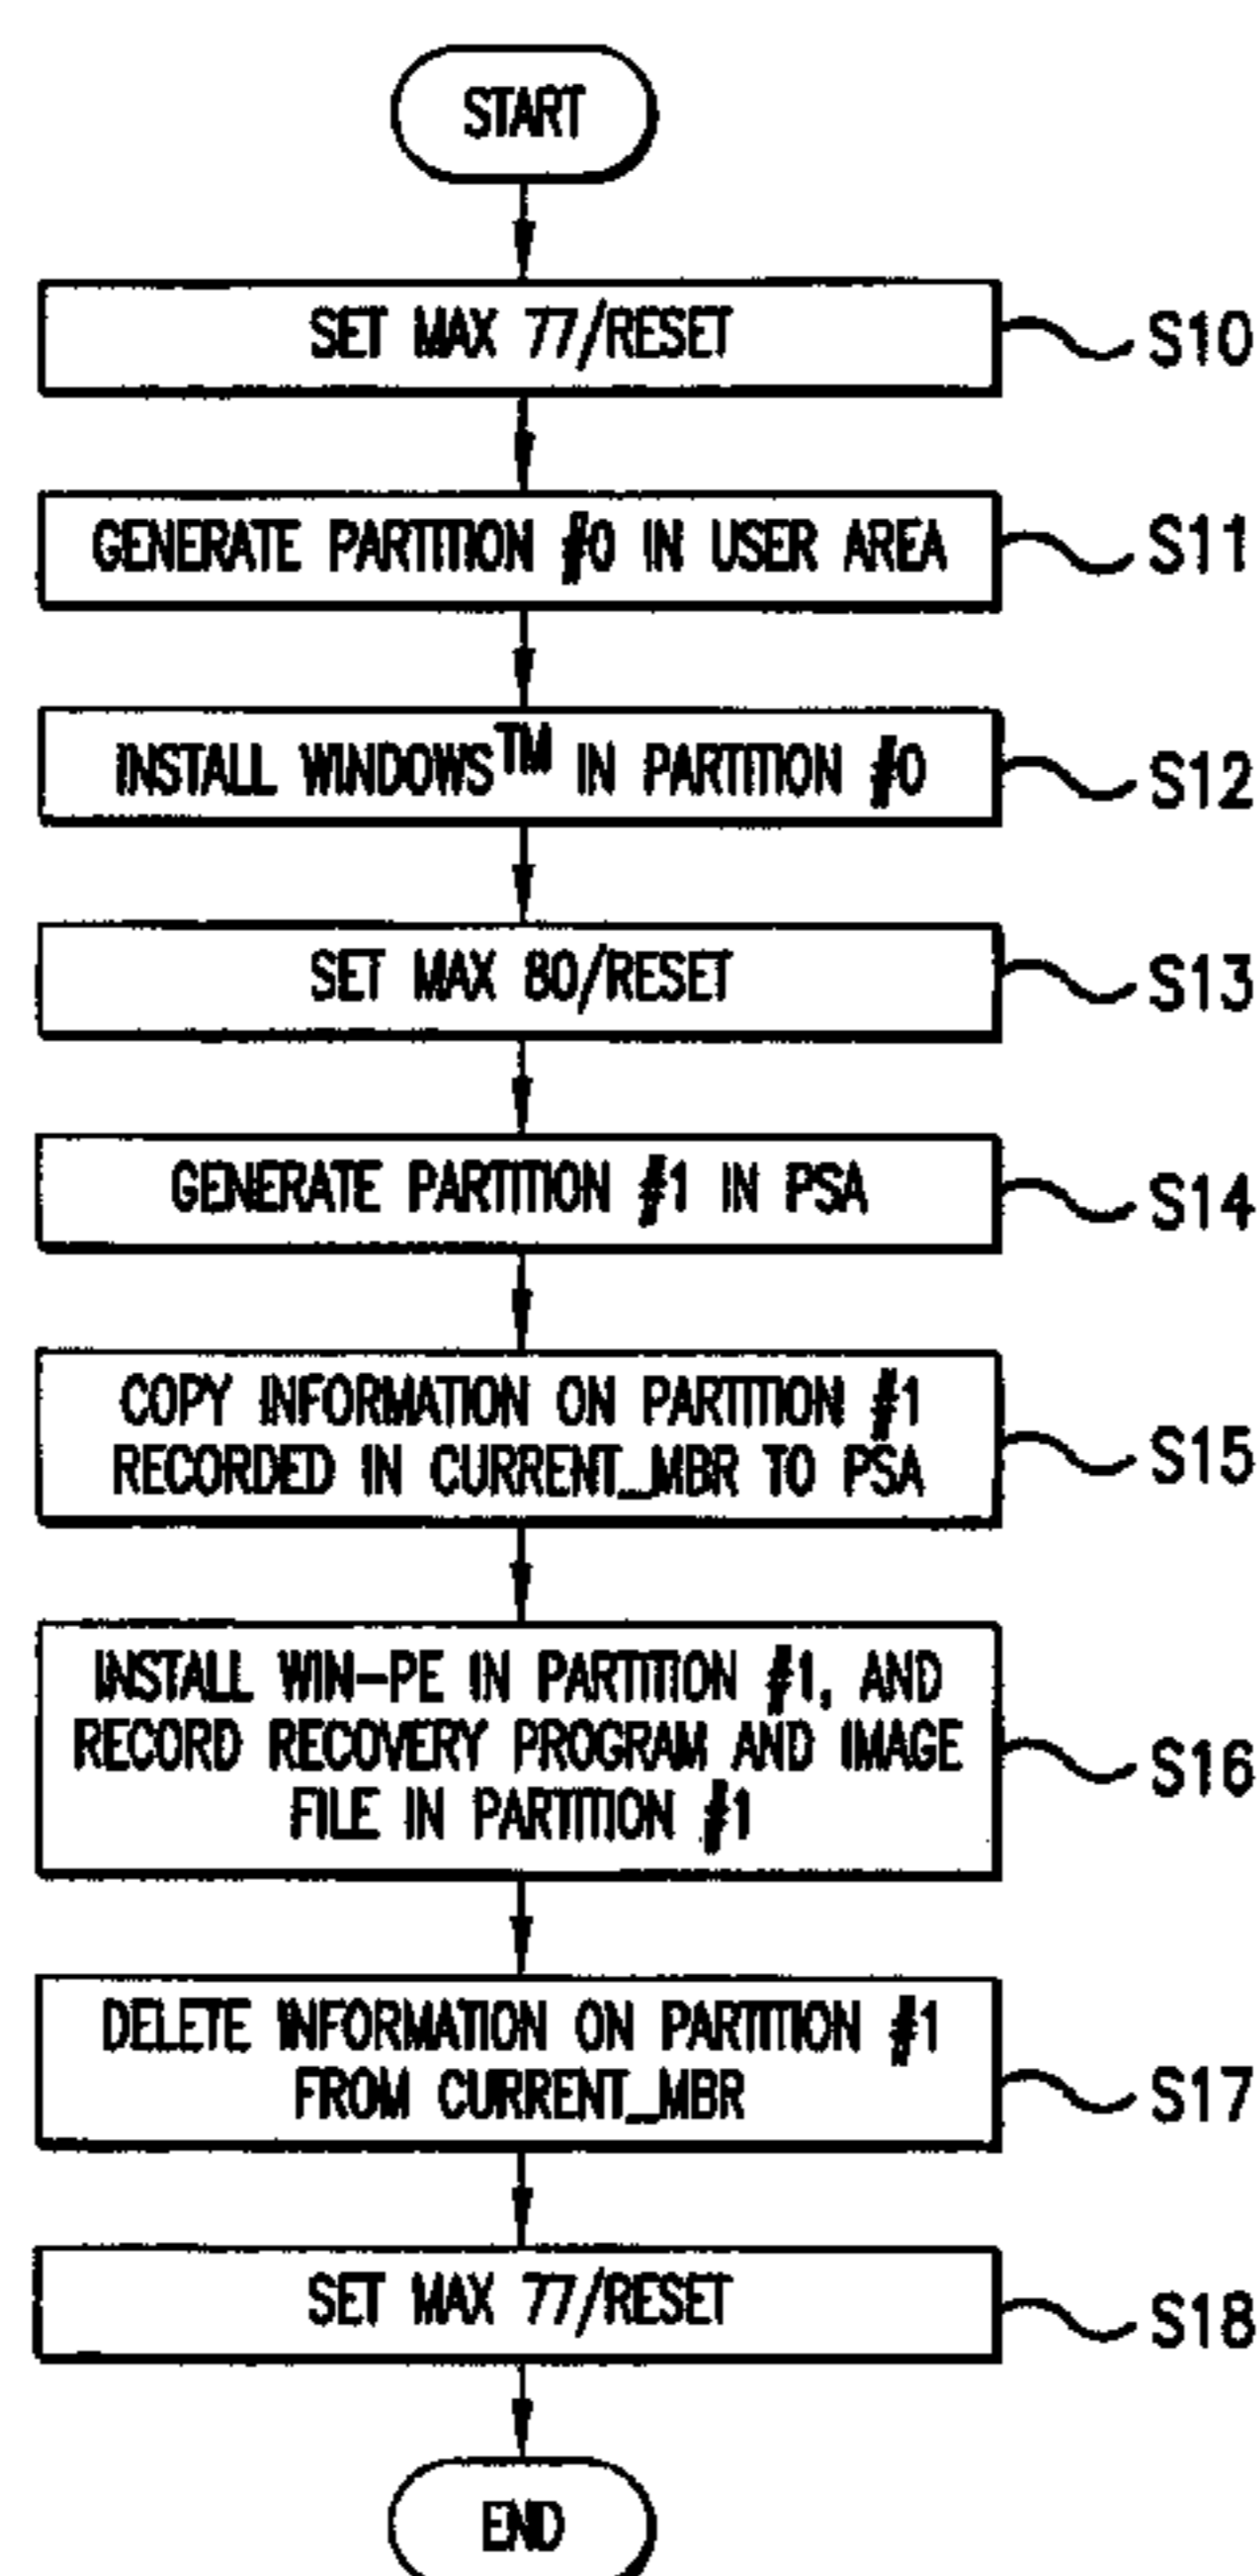 START
SET MAX 77/RESET
S10
GENERATE PARTITION #0 IN USER AREA
S11
INSTALL WINDOWS™ IN PARTITION #0
S12
SET MAX 80/RESET
S13
GENERATE PARTITION #1 IN PSA
S14
COPY INFORMATION ON PARTITION #1
RECORDED IN CURRENT_MBR TO PSA
S15
INSTALL WIN-PE IN PARTITION #1, AND
RECORD RECOVERY PROGRAM AND IMAGE
FILE IN PARTITION #1
S16
DELETE INFORMATION ON PARTITION #1
FROM CURRENT_MBR
S17
SET MAX 77/RESET
S18
END